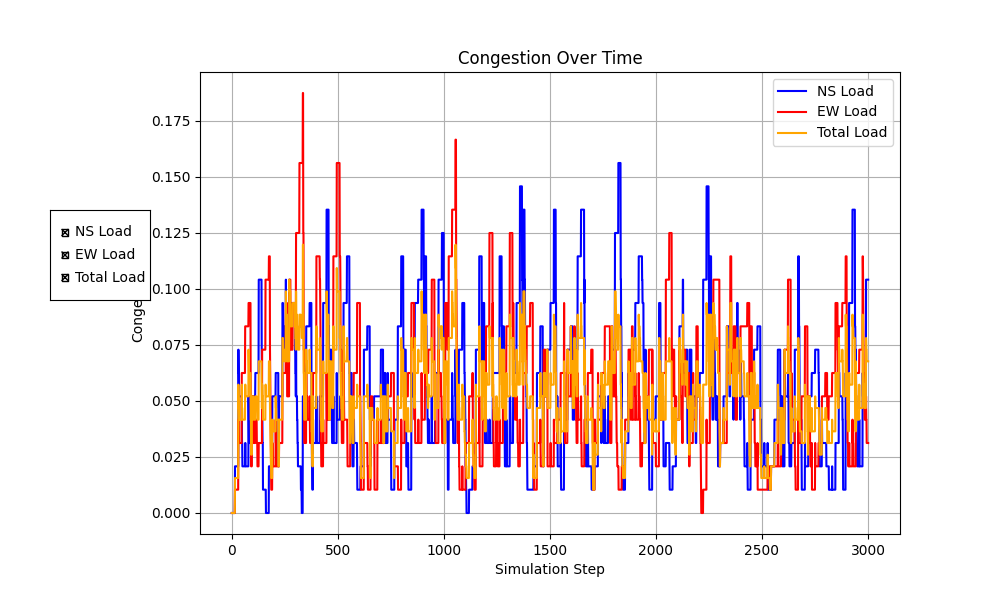 Congestion Over Time
NS Load
EW Load
Total Load
NS Load
EW Load
Total Load
0.175
0.150
0.125
0.100
0.075
0.050
0.025
0.000
Conge
0
500
1000
1500
2000
2500
3000
Simulation Step